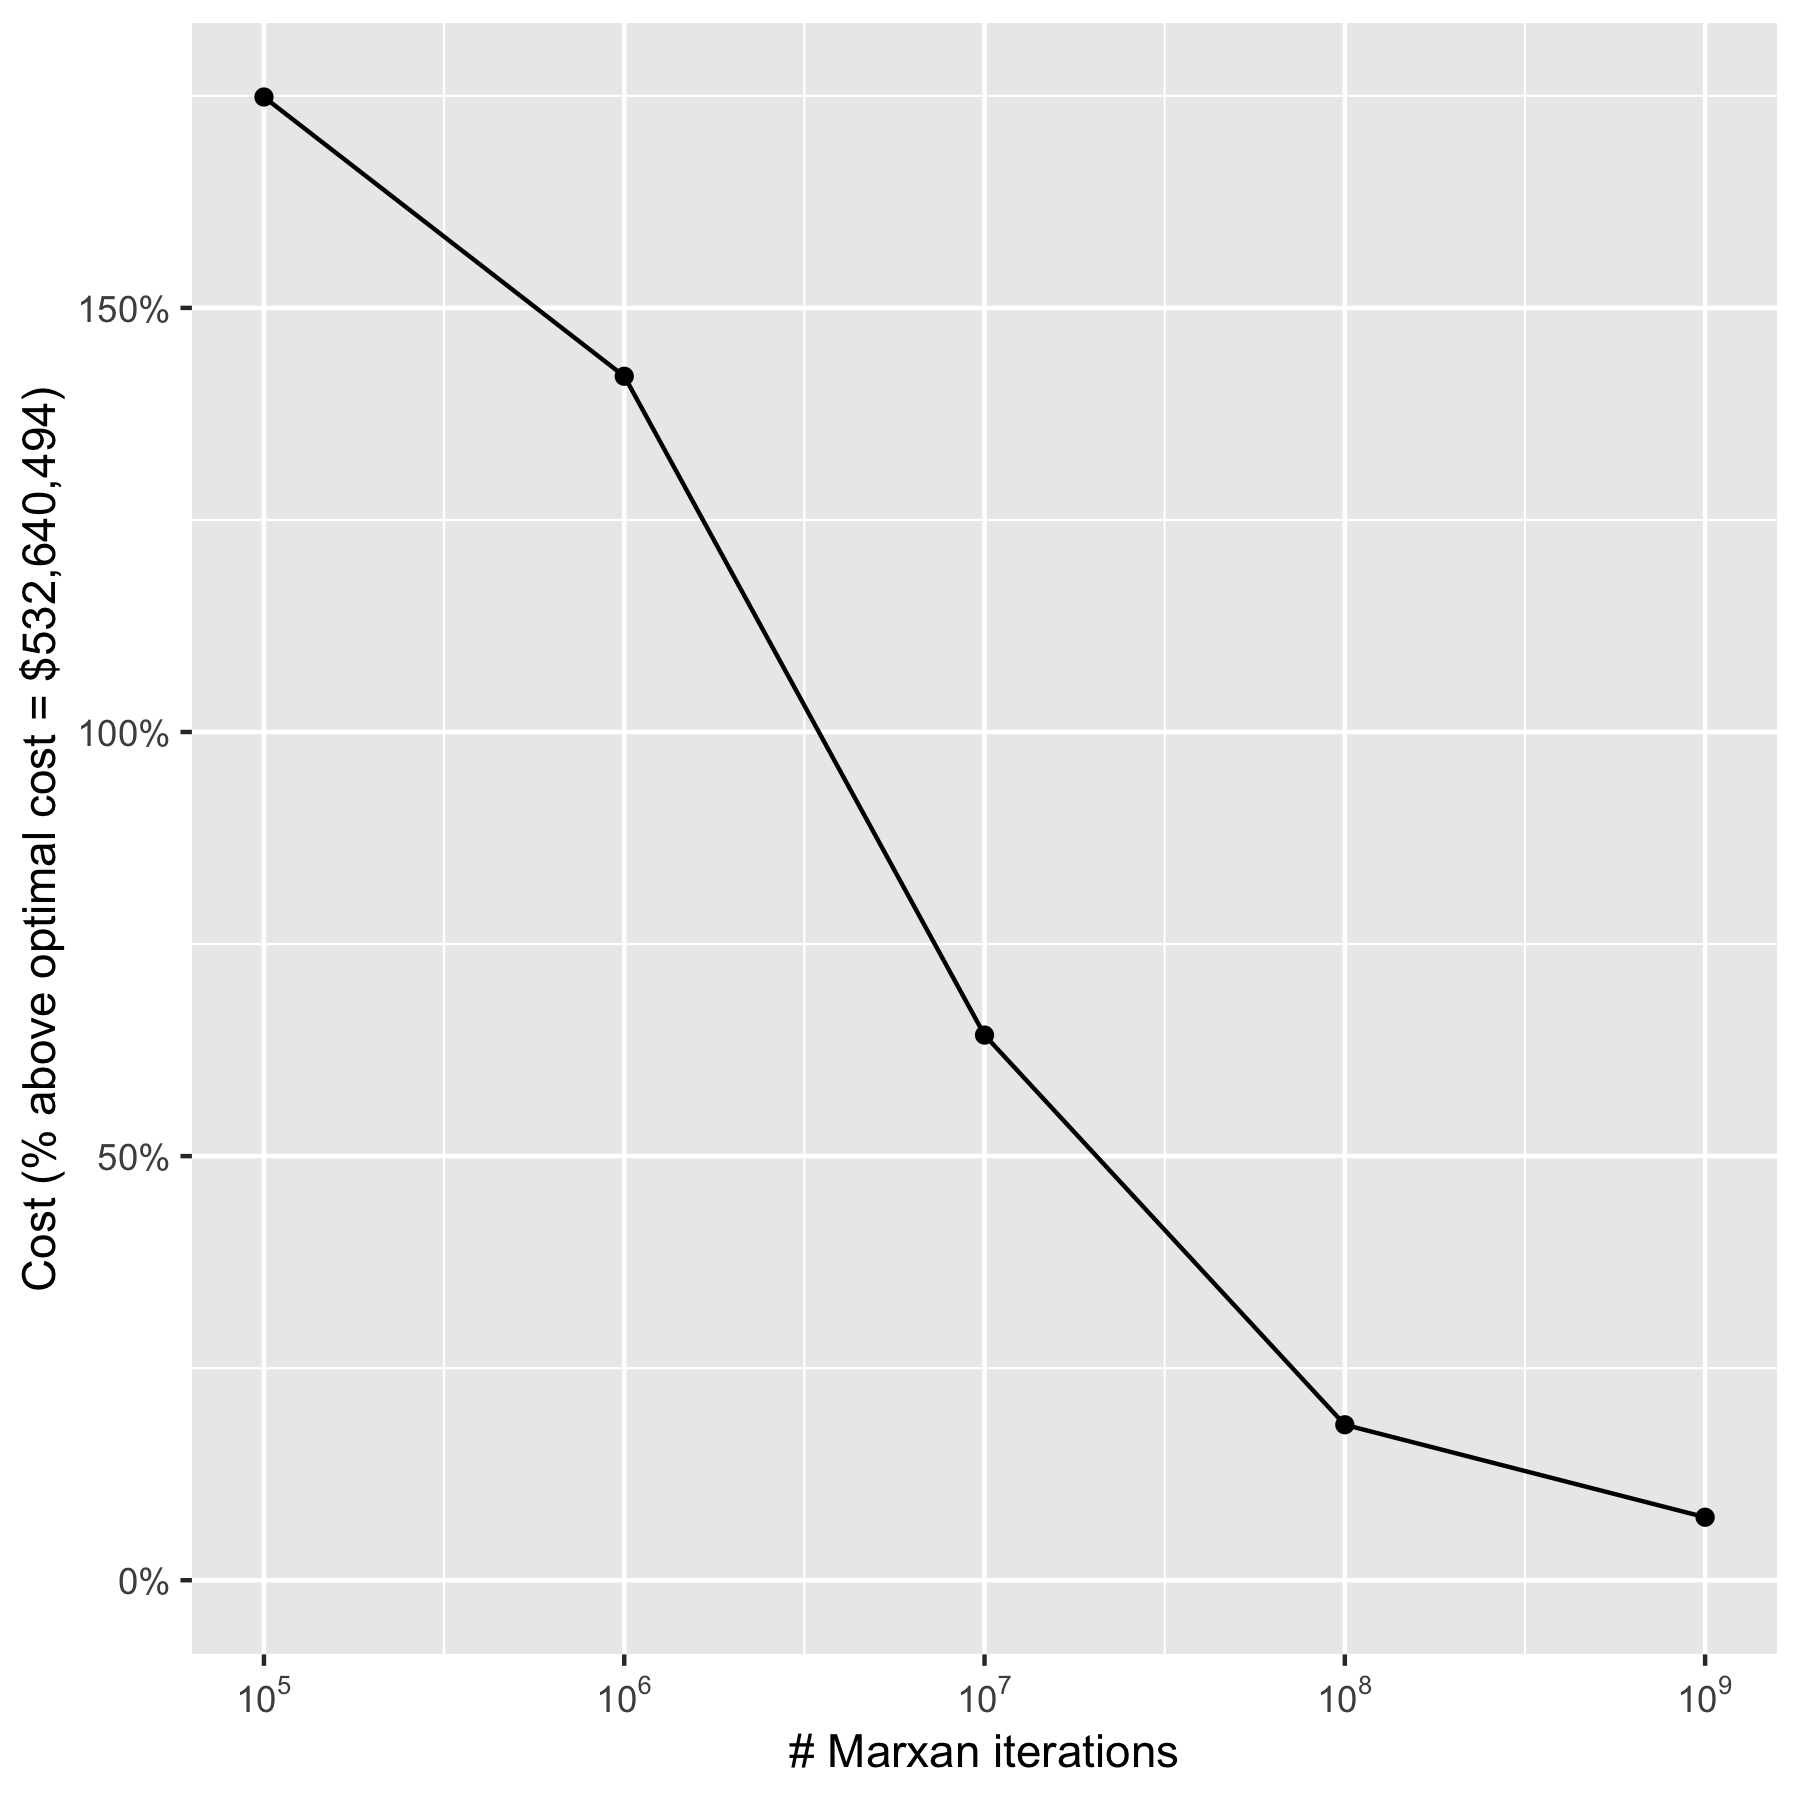 Cost (% above optimal cost = $532,640,494)
150%
100%
50%
0%
10⁵ 10⁶ 10⁷ 10⁸ 10⁹
# Marxan iterations